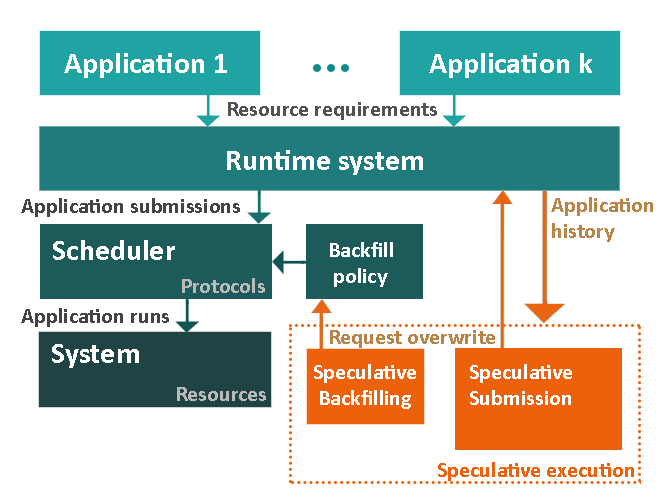 Application 1
...
Application k
Resource requirements
Runtime system
Application submissions
Application
history
Scheduler
Protocols
Backfill
policy
Application runs
Request overwrite
System
Resources
Speculative
Backfilling
Speculative
Submission
Speculative execution